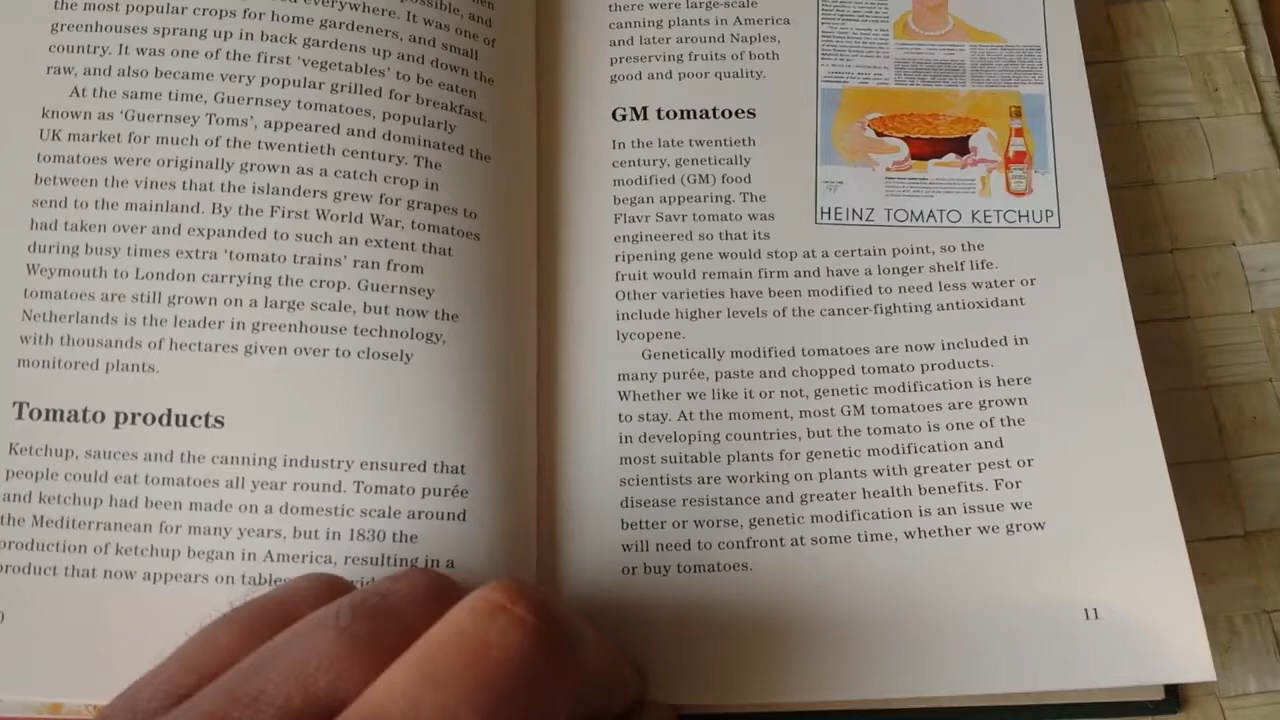 the most popular crops for home gardeners, and small
greenhouses sprang up in back gardens up and down the
country. It was one of the first 'vegetables' to be eaten
raw, and also became very popular grilled for breakfast.
At the same time, Guernsey tomatoes, popularly
known as 'Guernsey Toms', appeared and dominated the
UK market for much of the twentieth century. The
tomatoes were originally grown as a catch crop in
between the vines that the islanders grew for grapes to
send to the mainland. By the First World War, tomatoes
had taken over and expanded to such an extent that
during busy times extra 'tomato trains' ran from
Weymouth to London carrying the crop. Guernsey
tomatoes are still grown on a large scale, but now the
Netherlands is the leader in greenhouse technology,
with thousands of hectares given over to closely
monitored plants.
Tomato products
Ketchup, sauces and the canning industry ensured that
people could eat tomatoes all year round. Tomato purée
and ketchup had been made on a domestic scale around
the Mediterranean for many years, but in 1830 the
production of ketchup began in America, resulting in a
product that now appears on tables
there were large-scale
canning plants in America
and later around Naples,
preserving fruits of both
good and poor quality.
GM tomatoes
In the late twentieth
century, genetically
modified (GM) food
began appearing. The
Flavr Savr tomato was
engineered so that its
ripening gene would stop at a certain point, so the
fruit would remain firm and have a longer shelf life.
Other varieties have been modified to need less water or
include higher levels of the cancer-fighting antioxidant
lycopene.
Genetically modified tomatoes are now included in
many purée, paste and chopped tomato products.
Whether we like it or not, genetic modification is here
to stay. At the moment, most GM tomatoes are grown
in developing countries, but the tomato is one of the
most suitable plants for genetic modification and
scientists are working on plants with greater pest or
disease resistance and greater health benefits. For
better or worse, genetic modification is an issue we
will need to confront at some time, whether we grow
or buy tomatoes.
HEINZ TOMATO KETCHUP
11